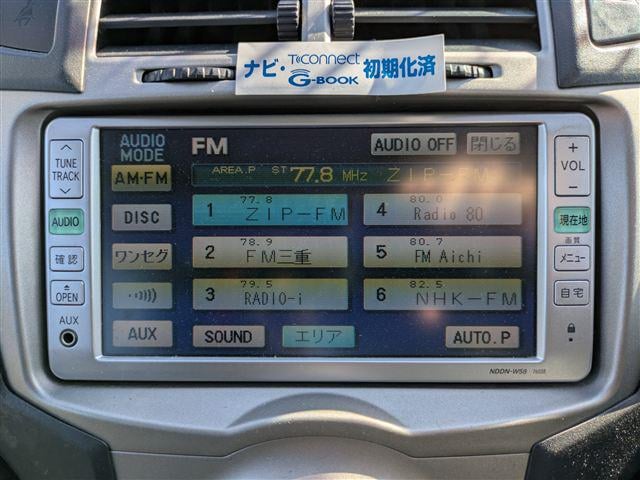 ナビ・T-Connect G-BOOK 初期化済
TUNE TRACK
AUDIO
確認
OPEN
AUX
AUDIO MODE
FM
AUDIO OFF
閉じる
AREA.P ST 77.8 MHz ZIP-FM
AM・FM
DISC
ワンセグ
AUX
77.8
1 ZIP-FM
80.0
4 Radio 80
78.9
2 FM三重
80.7
5 FM Aichi
79.5
3 RADIO-i
82.5
6 NHK-FM
SOUND
エリア
AUTO.P
+
VOL
-
現在地
画質
メニュー
自宅
NDDN-W58